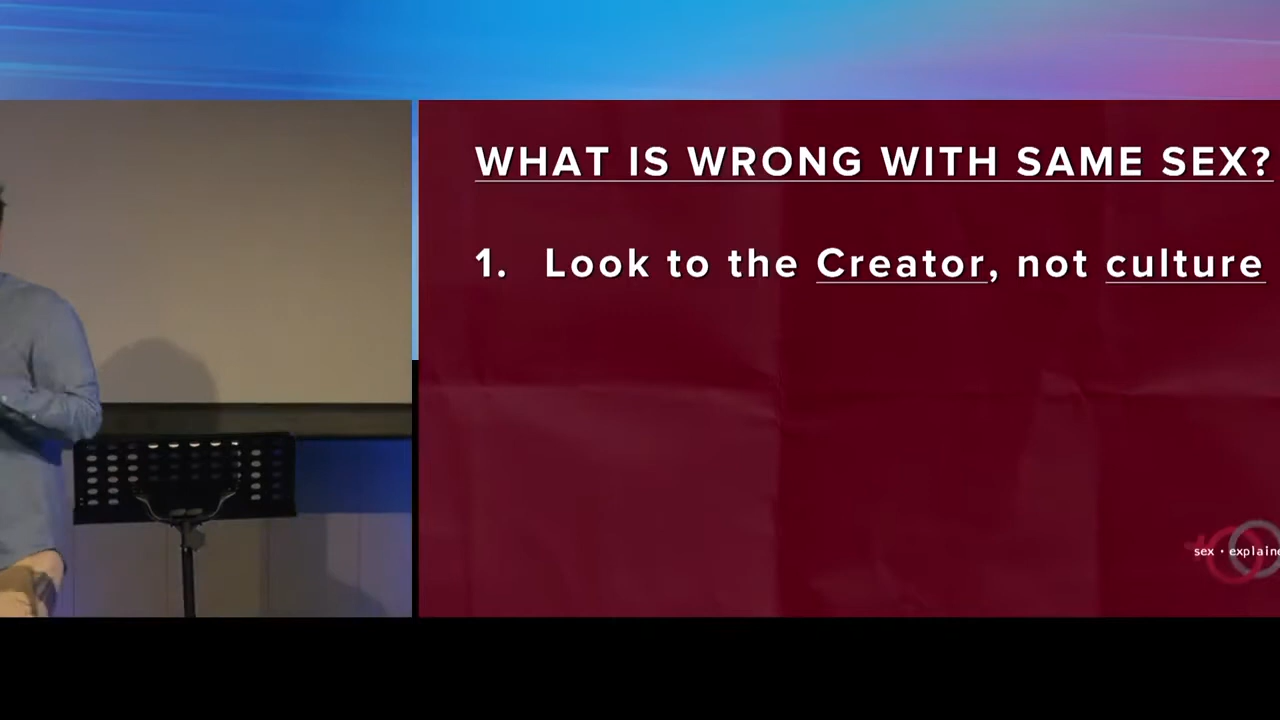 WHAT IS WRONG WITH SAME SEX?
1. Look to the Creator, not culture
sex · explaine